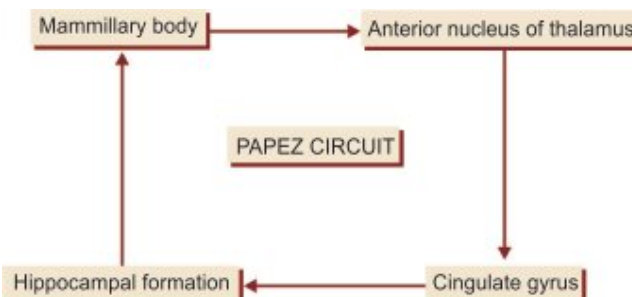 Mammillary body
Anterior nucleus of thalamus
PAPEZ CIRCUIT
Hippocampal formation
Cingulate gyrus